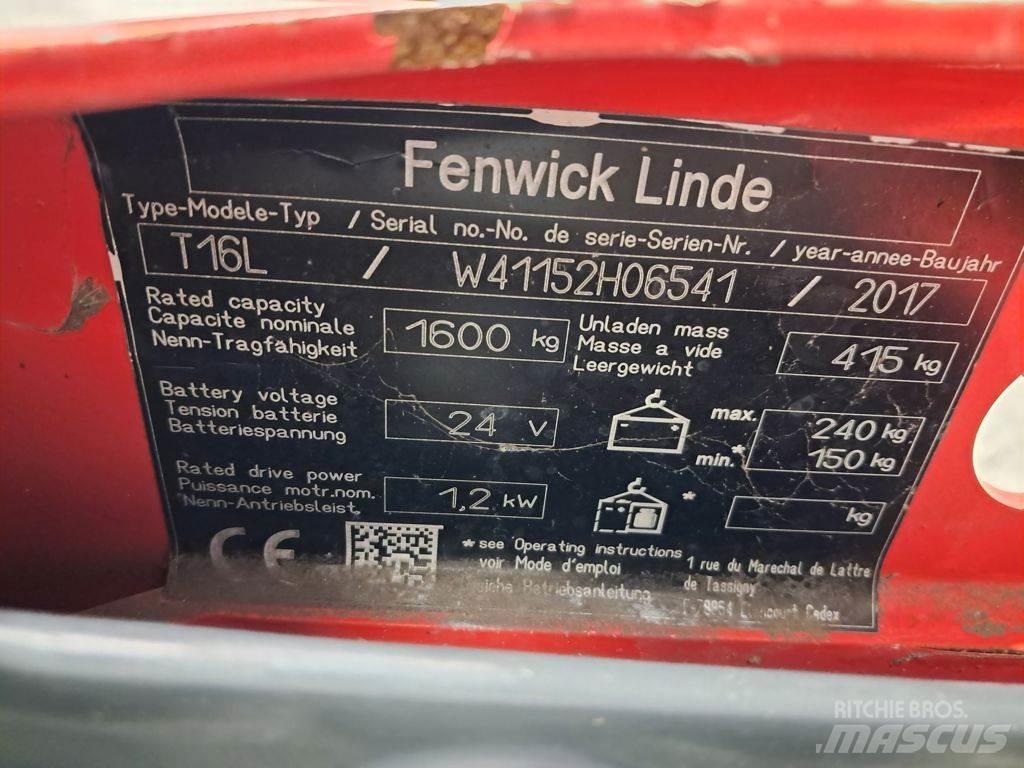 Fenwick Linde
Type-Modele-Typ / Serial no.-No. de serie-Serien-Nr. / year-annee-Baujahr
T16L / W41152H06541 / 2017
Rated capacity
Capacite nominale
Nenn-Tragfähigkeit
1600 kg
Unladen mass
Masse a vide
Leergewicht
415 kg
Battery voltage
Tension batterie
Batteriespannung
24 V
max. 240 kg
min.* 150 kg
Rated drive power
Puissance motr.nom.
Nenn-Antriebsleist.
1,2 kW
*
kg
CE
* see Operating instructions
voir Mode d'emploi
Betriebsanleitung
1 rue du Marechal de Lattre
de Tassigny
Cedex
RITCHIE BROS.
MASCUS